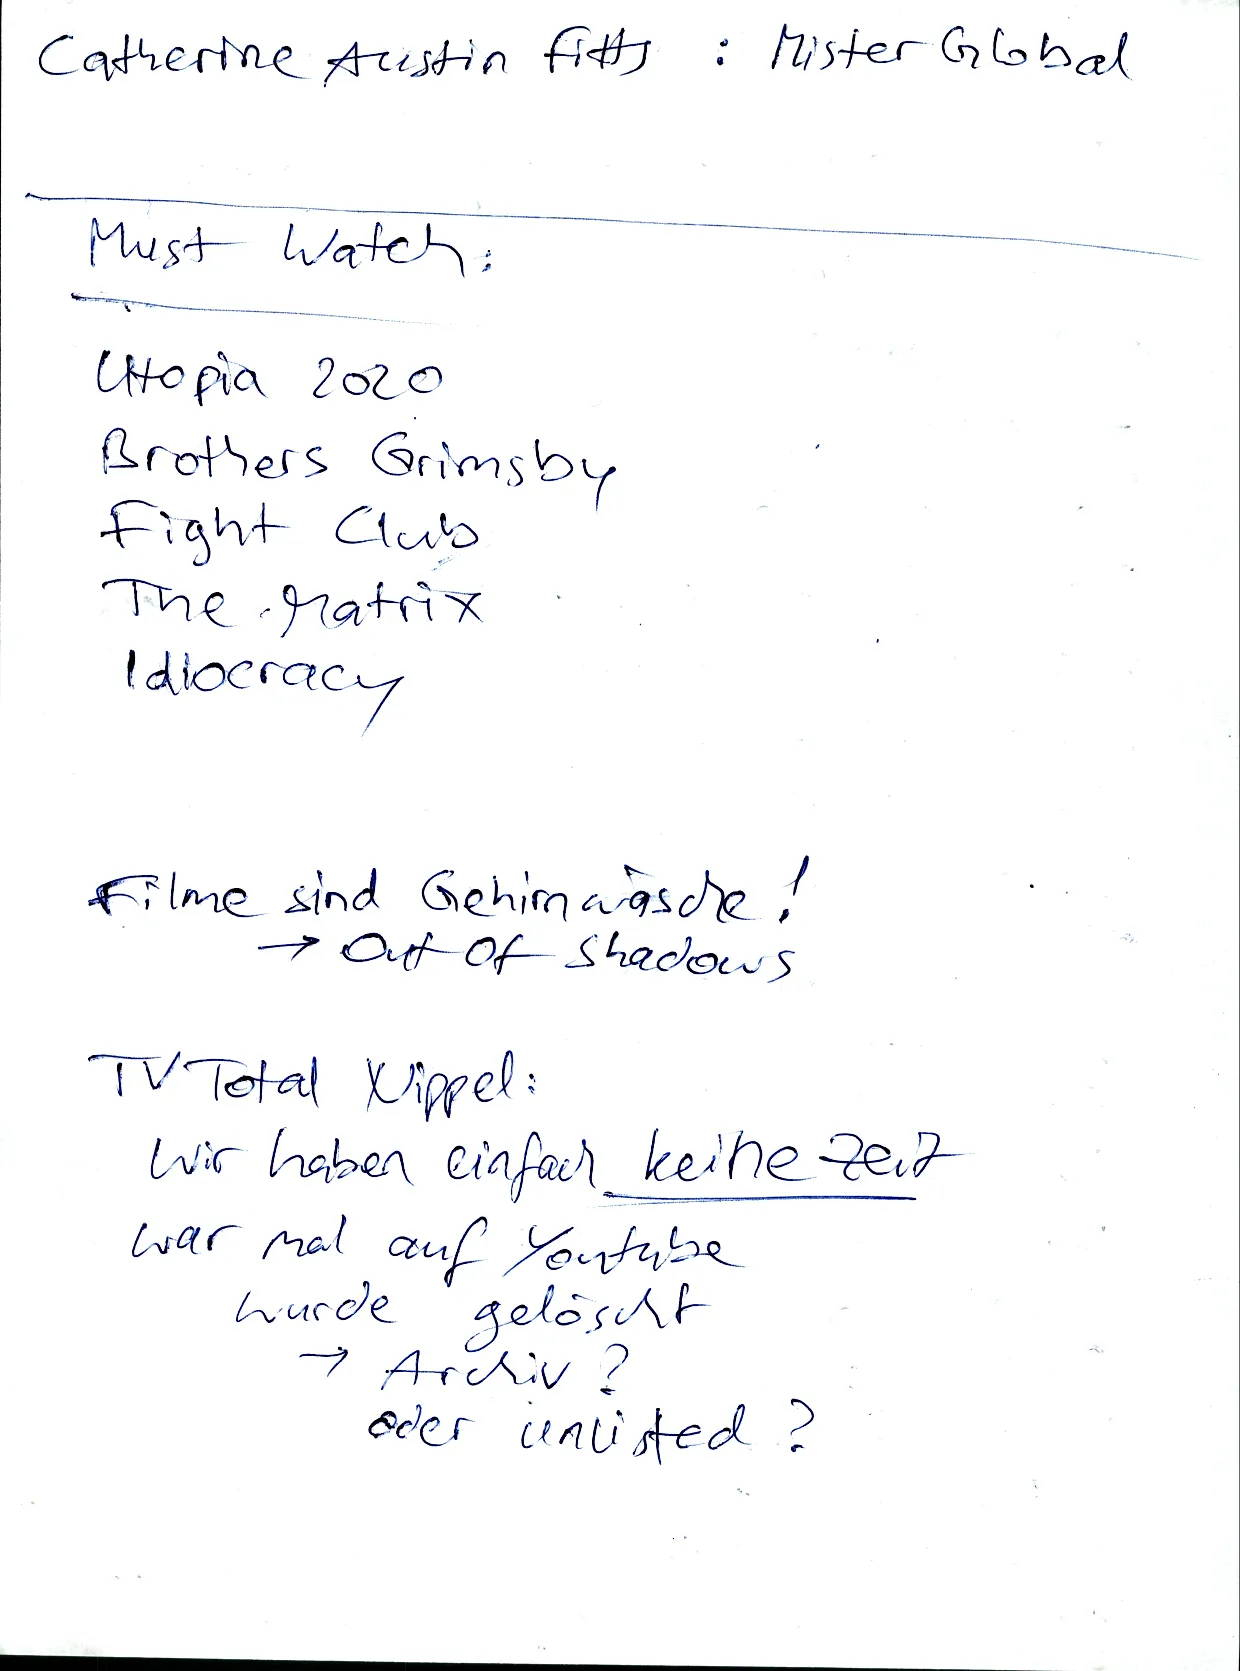 Catherine Austin Fitts : Mister Global
Must Watch:
Utopia 2020
Brothers Grimsby
Fight Club
The Matrix
Idiocracy
Filme sind Gehirnwäsche!
→ Out Of Shadows
TV Total Nippel:
Wir haben einfach keine Zeit
war mal auf Youtube
wurde gelöscht
→ Archiv?
oder unlisted?